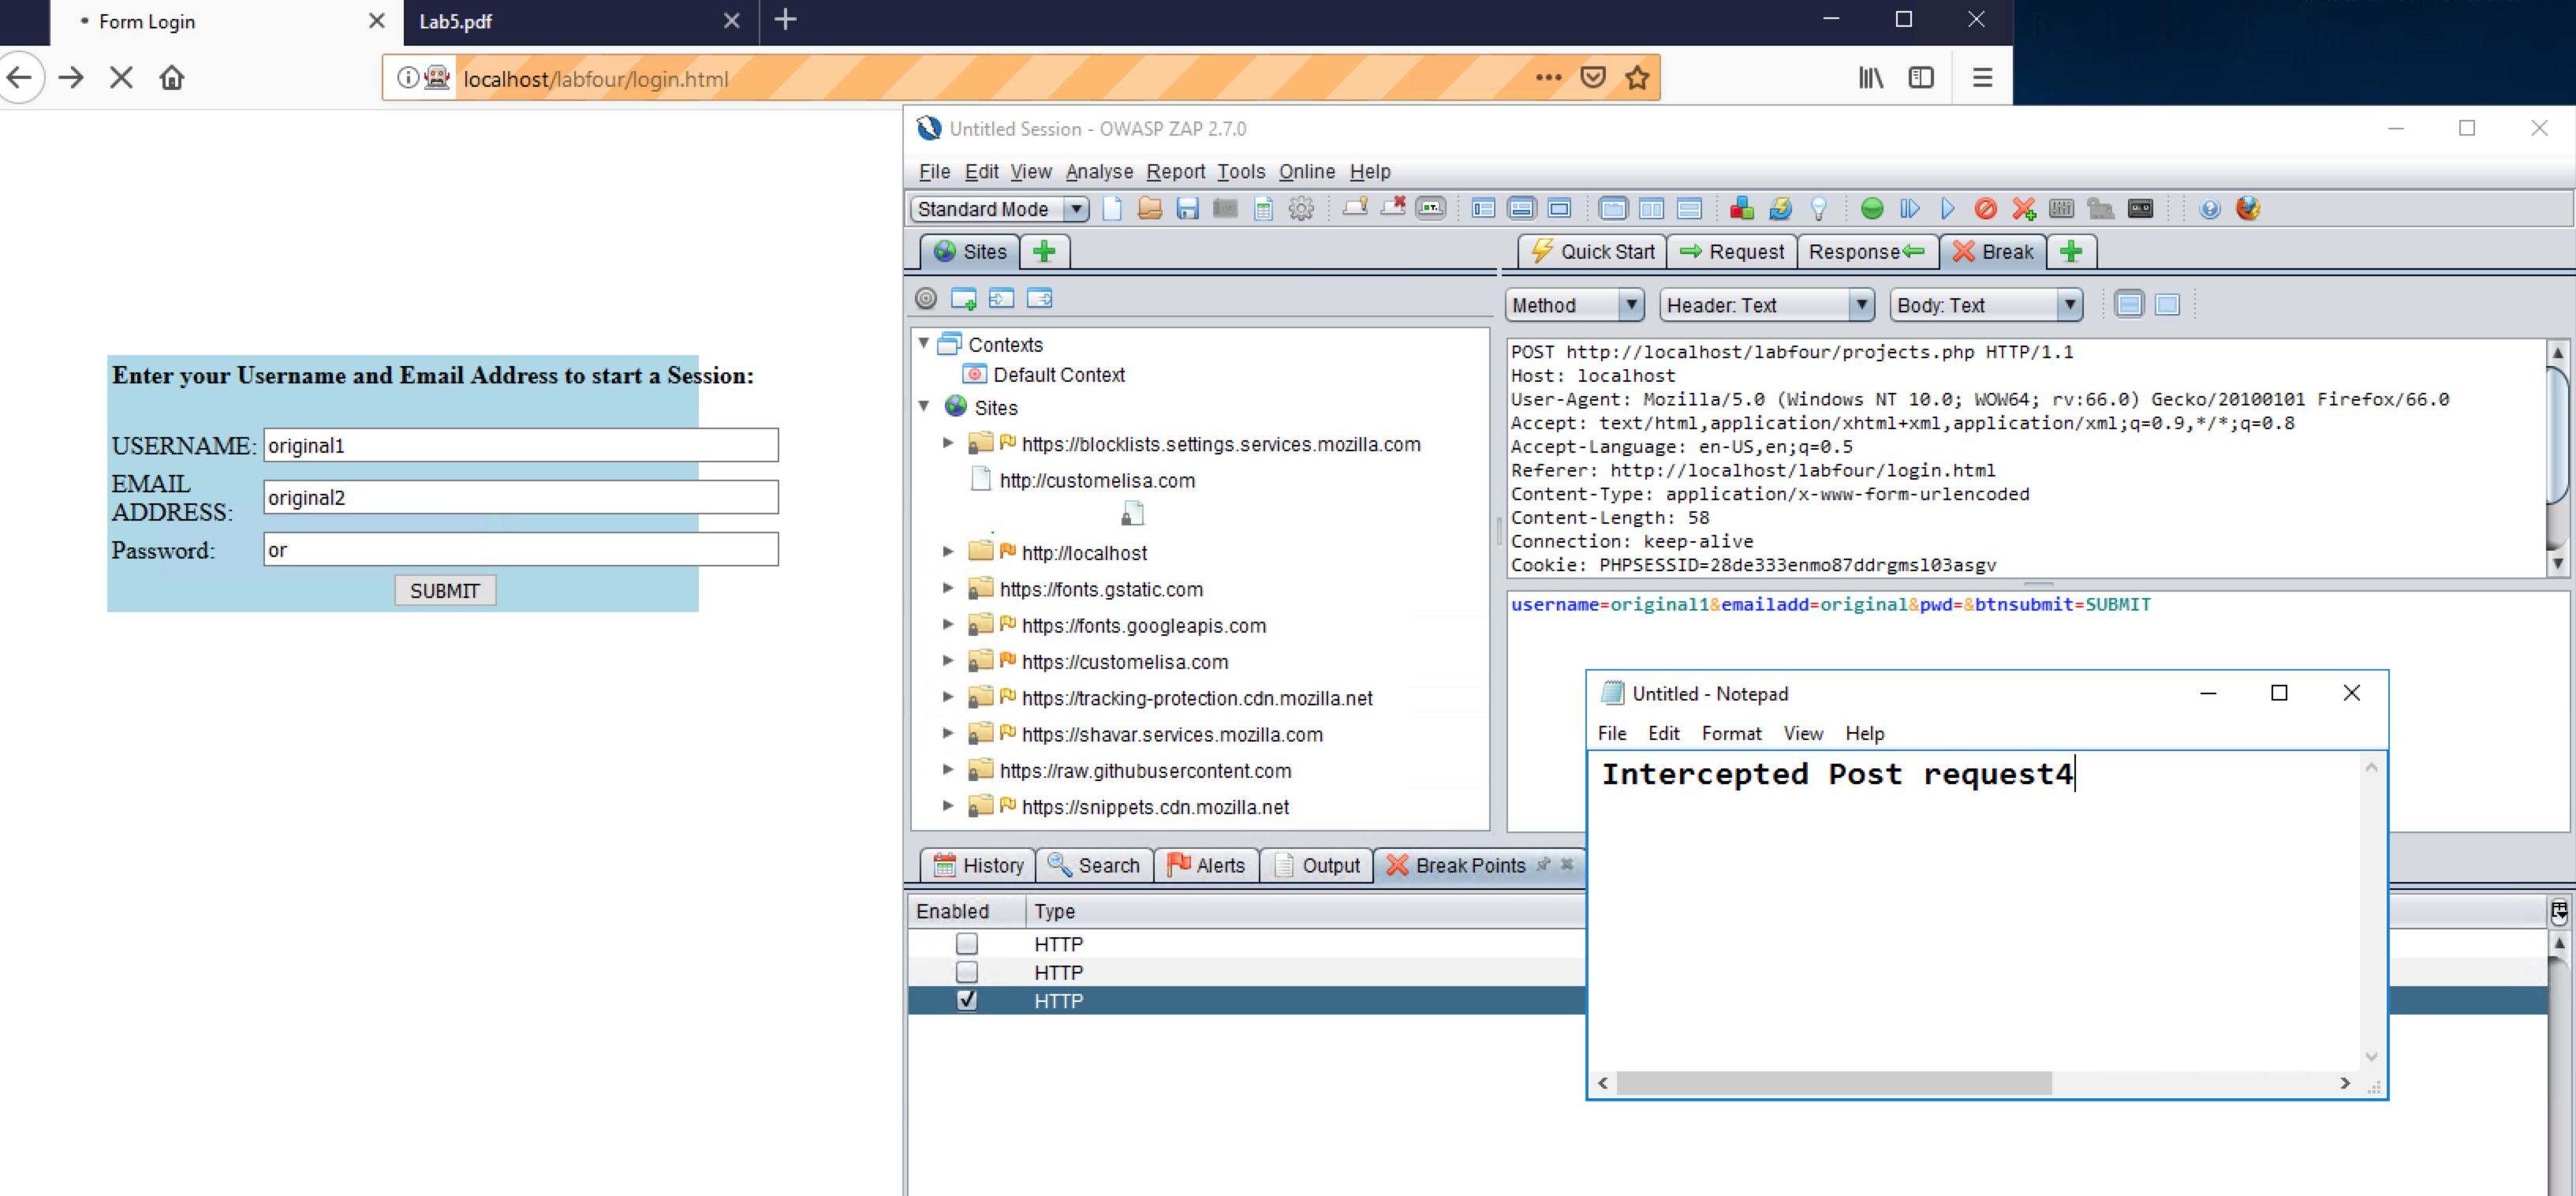 Form Login
Lab5.pdf
localhost/labfour/login.html
Enter your Username and Email Address to start a Session:
USERNAME: original1
EMAIL ADDRESS: original2
Password: or
SUBMIT
Untitled Session - OWASP ZAP 2.7.0
File Edit View Analyse Report Tools Online Help
Standard Mode
Sites
Quick Start Request Response Break
Method Header: Text Body: Text
Contexts
Default Context
Sites
https://blocklists.settings.services.mozilla.com
http://customelisa.com
http://localhost
https://fonts.gstatic.com
https://fonts.googleapis.com
https://customelisa.com
https://tracking-protection.cdn.mozilla.net
https://shavar.services.mozilla.com
https://raw.githubusercontent.com
https://snippets.cdn.mozilla.net
POST http://localhost/labfour/projects.php HTTP/1.1
Host: localhost
User-Agent: Mozilla/5.0 (Windows NT 10.0; WOW64; rv:66.0) Gecko/20100101 Firefox/66.0
Accept: text/html,application/xhtml+xml,application/xml;q=0.9,*/*;q=0.8
Accept-Language: en-US,en;q=0.5
Referer: http://localhost/labfour/login.html
Content-Type: application/x-www-form-urlencoded
Content-Length: 58
Connection: keep-alive
Cookie: PHPSESSID=28de333enmo87ddrgmsl03asgv
username=original1&emailadd=original&pwd=&btnsubmit=SUBMIT
Untitled - Notepad
File Edit Format View Help
Intercepted Post request4
History Search Alerts Output Break Points
Enabled Type
HTTP
HTTP
HTTP